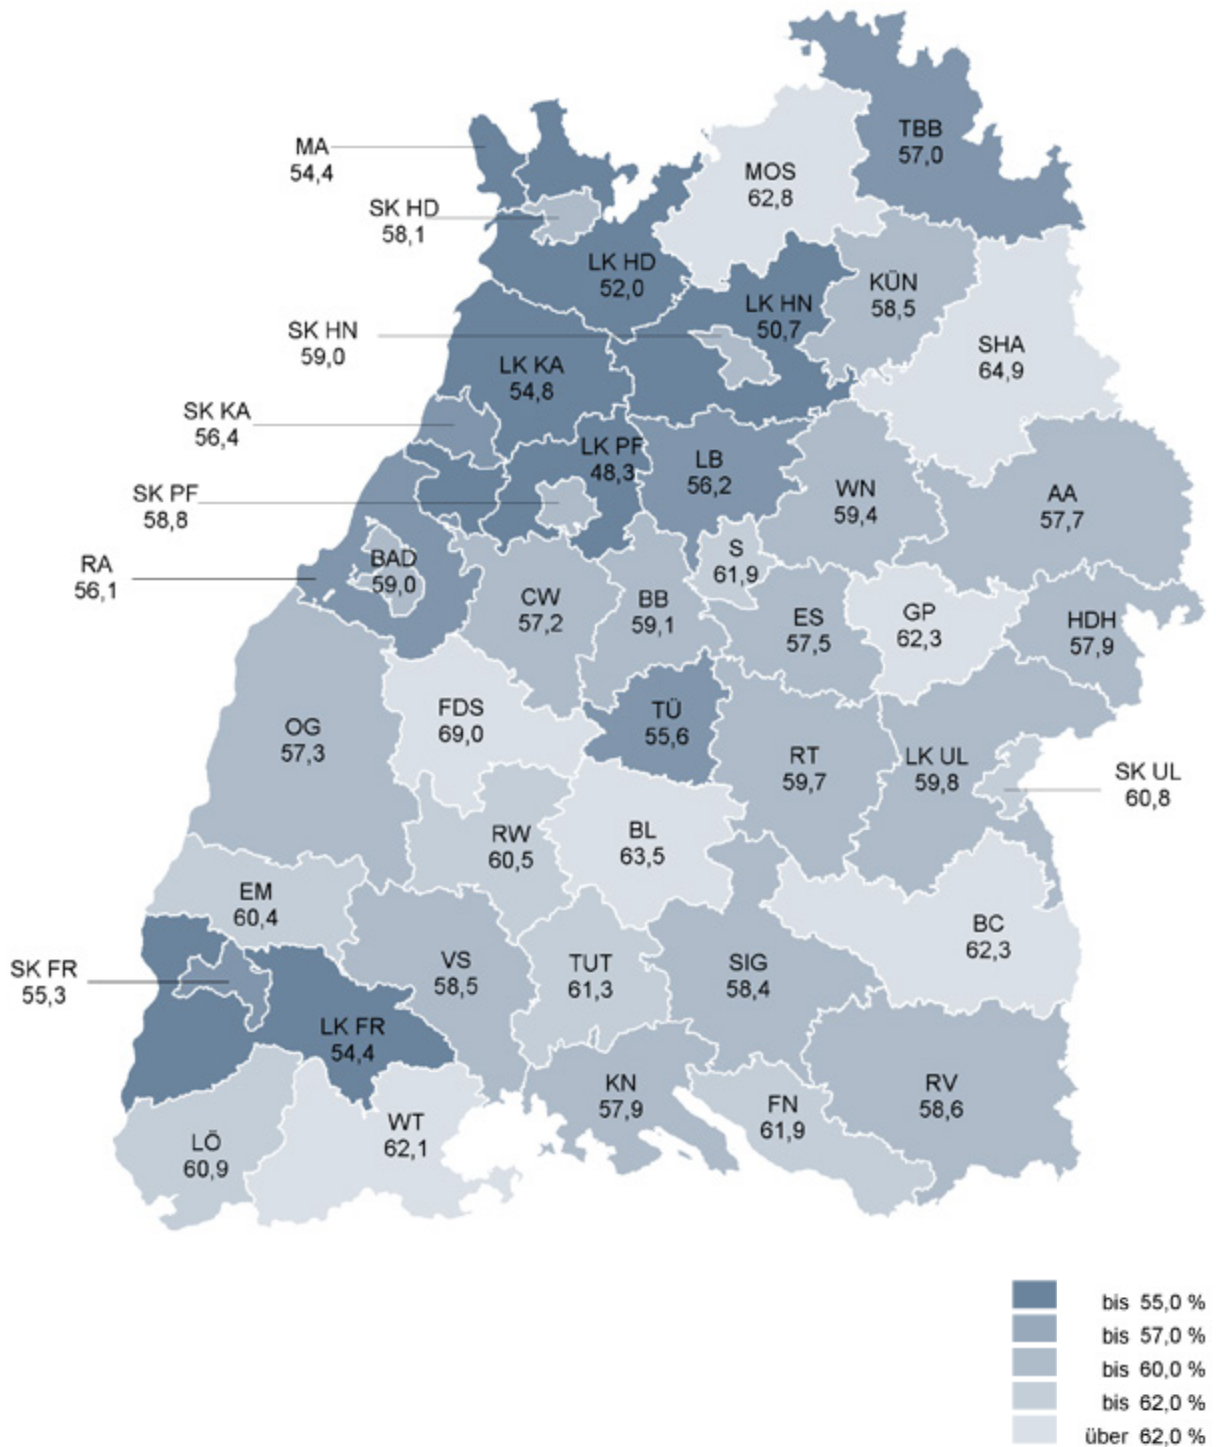 TBB
57,0
MA
54,4
MOS
62,8
SK HD
58,1
LK HD
52,0
KÜN
58,5
LK HN
50,7
SK HN
59,0
SHA
64,9
LK KA
54,8
SK KA
56,4
LK PF
48,3
LB
56,2
WN
59,4
AA
57,7
SK PF
58,8
S
61,9
BAD
59,0
RA
56,1
CW
57,2
BB
59,1
ES
57,5
GP
62,3
HDH
57,9
FDS
69,0
TÜ
55,6
OG
57,3
RT
59,7
LK UL
59,8
SK UL
60,8
RW
60,5
BL
63,5
EM
60,4
BC
62,3
SK FR
55,3
VS
58,5
TUT
61,3
SIG
58,4
LK FR
54,4
KN
57,9
RV
58,6
FN
61,9
WT
62,1
LÖ
60,9
bis 55,0 %
bis 57,0 %
bis 60,0 %
bis 62,0 %
über 62,0 %